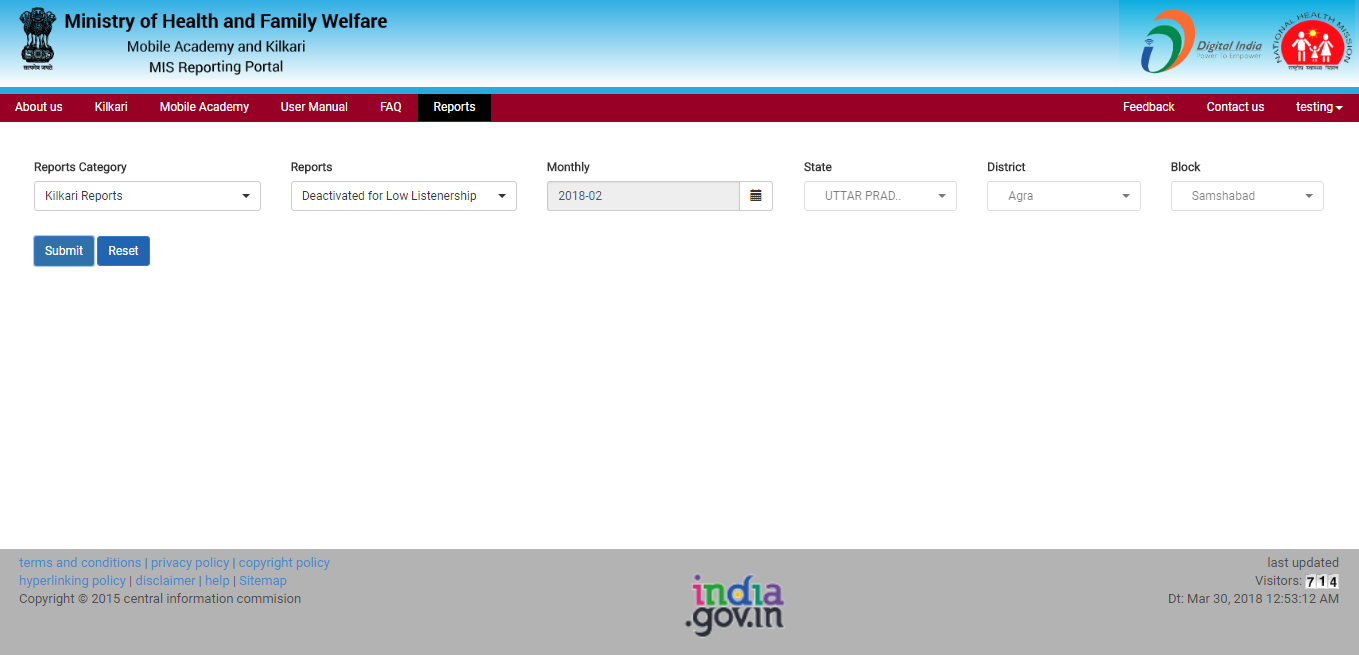 Ministry of Health and Family Welfare
Mobile Academy and Kilkari
MIS Reporting Portal
सत्यमेव जयते
Digital India
Power To Empower
NATIONAL HEALTH MISSION
राष्ट्रीय स्वास्थ्य मिशन
About us Kilkari Mobile Academy User Manual FAQ Reports Feedback Contact us testing
Reports Category Reports Monthly State District Block
Kilkari Reports Deactivated for Low Listenership 2018-02 UTTAR PRAD.. Agra Samshabad
Submit Reset
terms and conditions | privacy policy | copyright policy
hyperlinking policy | disclaimer | help | Sitemap
Copyright © 2015 central information commision
india
.gov.in
last updated
Visitors: 714
Dt: Mar 30, 2018 12:53:12 AM